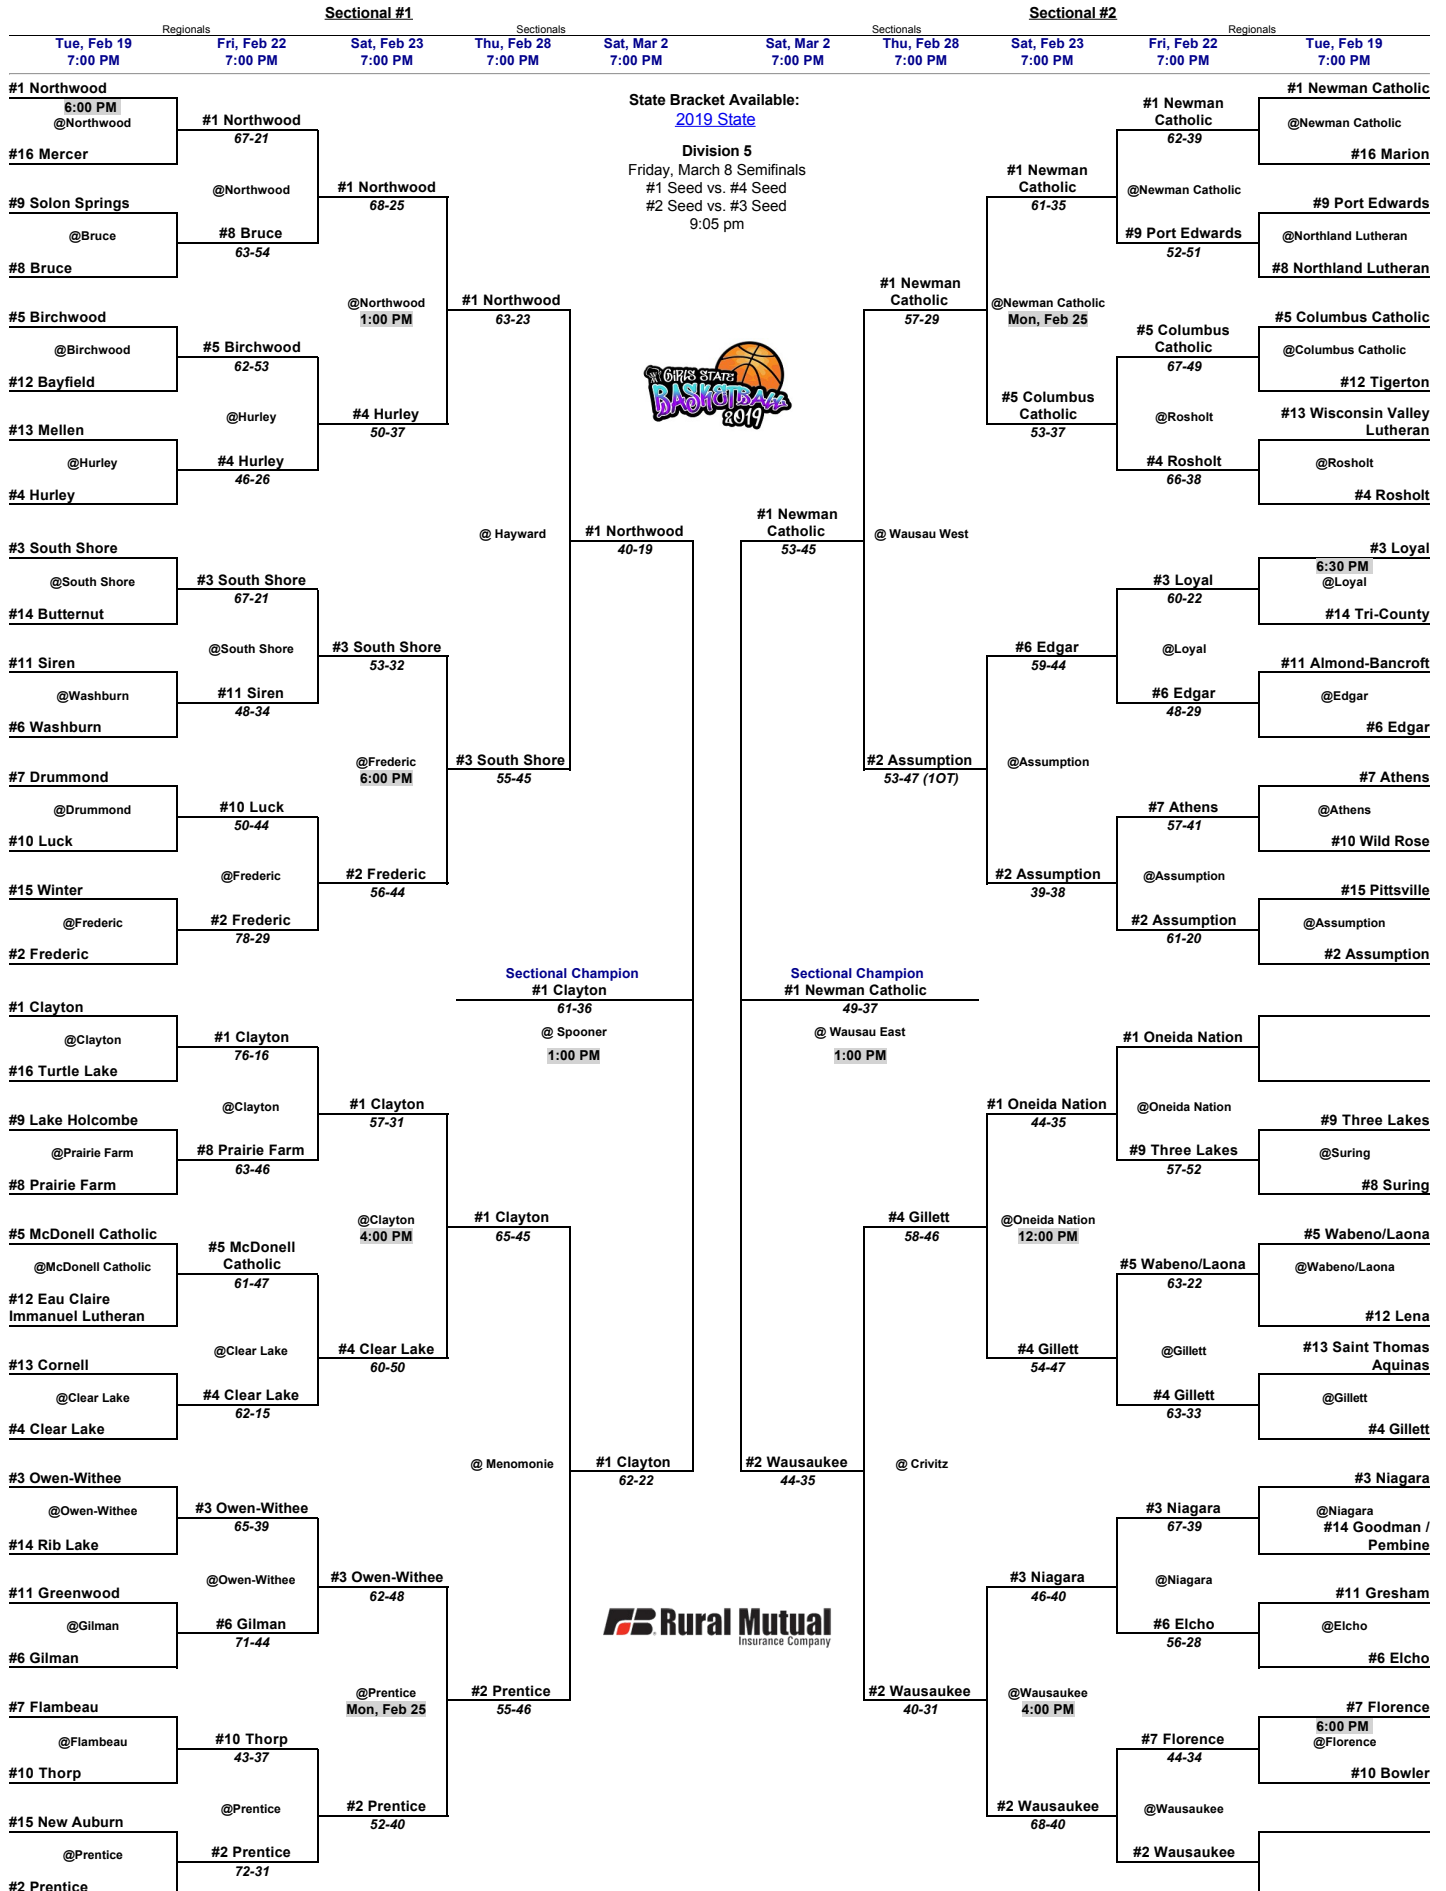 Sectional #1
Sectional #2
Regionals
Sectionals
Sectionals
Regionals
Tue, Feb 19
7:00 PM
Fri, Feb 22
7:00 PM
Sat, Feb 23
7:00 PM
Thu, Feb 28
7:00 PM
Sat, Mar 2
7:00 PM
Sat, Mar 2
7:00 PM
Thu, Feb 28
7:00 PM
Sat, Feb 23
7:00 PM
Fri, Feb 22
7:00 PM
Tue, Feb 19
7:00 PM
#1 Northwood
6:00 PM
@Northwood
#16 Mercer
#9 Solon Springs
@Bruce
#8 Bruce
#5 Birchwood
@Birchwood
#12 Bayfield
#13 Mellen
@Hurley
#4 Hurley
#3 South Shore
@South Shore
#14 Butternut
#11 Siren
@Washburn
#6 Washburn
#7 Drummond
@Drummond
#10 Luck
#15 Winter
@Frederic
#2 Frederic
#1 Clayton
@Clayton
#16 Turtle Lake
#9 Lake Holcombe
@Prairie Farm
#8 Prairie Farm
#5 McDonell Catholic
@McDonell Catholic
#12 Eau Claire
Immanuel Lutheran
#13 Cornell
@Clear Lake
#4 Clear Lake
#3 Owen-Withee
@Owen-Withee
#14 Rib Lake
#11 Greenwood
@Gilman
#6 Gilman
#7 Flambeau
@Flambeau
#10 Thorp
#15 New Auburn
@Prentice
#2 Prentice
#1 Northwood
67-21
@Northwood
#8 Bruce
63-54
#5 Birchwood
62-53
@Hurley
#4 Hurley
46-26
#3 South Shore
67-21
@South Shore
#11 Siren
48-34
#10 Luck
50-44
@Frederic
#2 Frederic
78-29
#1 Clayton
76-16
@Clayton
#8 Prairie Farm
63-46
#5 McDonell
Catholic
61-47
@Clear Lake
#4 Clear Lake
62-15
#3 Owen-Withee
65-39
@Owen-Withee
#6 Gilman
71-44
#10 Thorp
43-37
@Prentice
#2 Prentice
72-31
#1 Northwood
68-25
@Northwood
1:00 PM
#4 Hurley
50-37
#3 South Shore
53-32
@Frederic
6:00 PM
#2 Frederic
56-44
#1 Clayton
57-31
@Clayton
4:00 PM
#4 Clear Lake
60-50
#3 Owen-Withee
62-48
@Prentice
Mon, Feb 25
#2 Prentice
52-40
#1 Northwood
63-23
@ Hayward
#3 South Shore
55-45
#1 Clayton
65-45
@ Menomonie
#2 Prentice
55-46
#1 Northwood
40-19
#1 Clayton
62-22
Sectional Champion
#1 Clayton
61-36
@ Spooner
1:00 PM
State Bracket Available:
2019 State
Division 5
Friday, March 8 Semifinals
#1 Seed vs. #4 Seed
#2 Seed vs. #3 Seed
9:05 pm
GIRLS STATE
BASKETBALL
2019
Rural Mutual
Insurance Company
Sectional Champion
#1 Newman Catholic
49-37
@ Wausau East
1:00 PM
#1 Newman
Catholic
53-45
#2 Wausaukee
44-35
#1 Newman
Catholic
57-29
@ Wausau West
#2 Assumption
53-47 (1OT)
#4 Gillett
58-46
@ Crivitz
#2 Wausaukee
40-31
#1 Newman
Catholic
61-35
@Newman Catholic
Mon, Feb 25
#5 Columbus
Catholic
53-37
#6 Edgar
59-44
@Assumption
#2 Assumption
39-38
#1 Oneida Nation
44-35
@Oneida Nation
12:00 PM
#4 Gillett
54-47
#3 Niagara
46-40
@Wausaukee
4:00 PM
#2 Wausaukee
68-40
#1 Newman
Catholic
62-39
@Newman Catholic
#9 Port Edwards
52-51
#5 Columbus
Catholic
67-49
@Rosholt
#4 Rosholt
66-38
#3 Loyal
60-22
@Loyal
#6 Edgar
48-29
#7 Athens
57-41
@Assumption
#2 Assumption
61-20
#1 Oneida Nation
@Oneida Nation
#9 Three Lakes
57-52
#5 Wabeno/Laona
63-22
@Gillett
#4 Gillett
63-33
#3 Niagara
67-39
@Niagara
#6 Elcho
56-28
#7 Florence
44-34
@Wausaukee
#2 Wausaukee
#1 Newman Catholic
@Newman Catholic
#16 Marion
#9 Port Edwards
@Northland Lutheran
#8 Northland Lutheran
#5 Columbus Catholic
@Columbus Catholic
#12 Tigerton
#13 Wisconsin Valley
Lutheran
@Rosholt
#4 Rosholt
#3 Loyal
6:30 PM
@Loyal
#14 Tri-County
#11 Almond-Bancroft
@Edgar
#6 Edgar
#7 Athens
@Athens
#10 Wild Rose
#15 Pittsville
@Assumption
#2 Assumption
#9 Three Lakes
@Suring
#8 Suring
#5 Wabeno/Laona
@Wabeno/Laona
#12 Lena
#13 Saint Thomas
Aquinas
@Gillett
#4 Gillett
#3 Niagara
@Niagara
#14 Goodman /
Pembine
#11 Gresham
@Elcho
#6 Elcho
#7 Florence
6:00 PM
@Florence
#10 Bowler